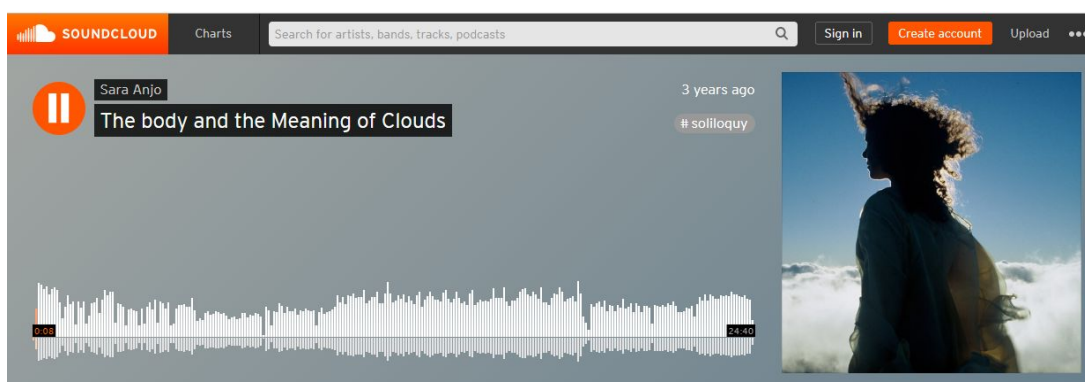 SOUNDCLOUD Charts Search for artists, bands, tracks, podcasts Sign in Create account Upload
Sara Anjo 3 years ago
The body and the Meaning of Clouds # soliloquy
0:08 24:40